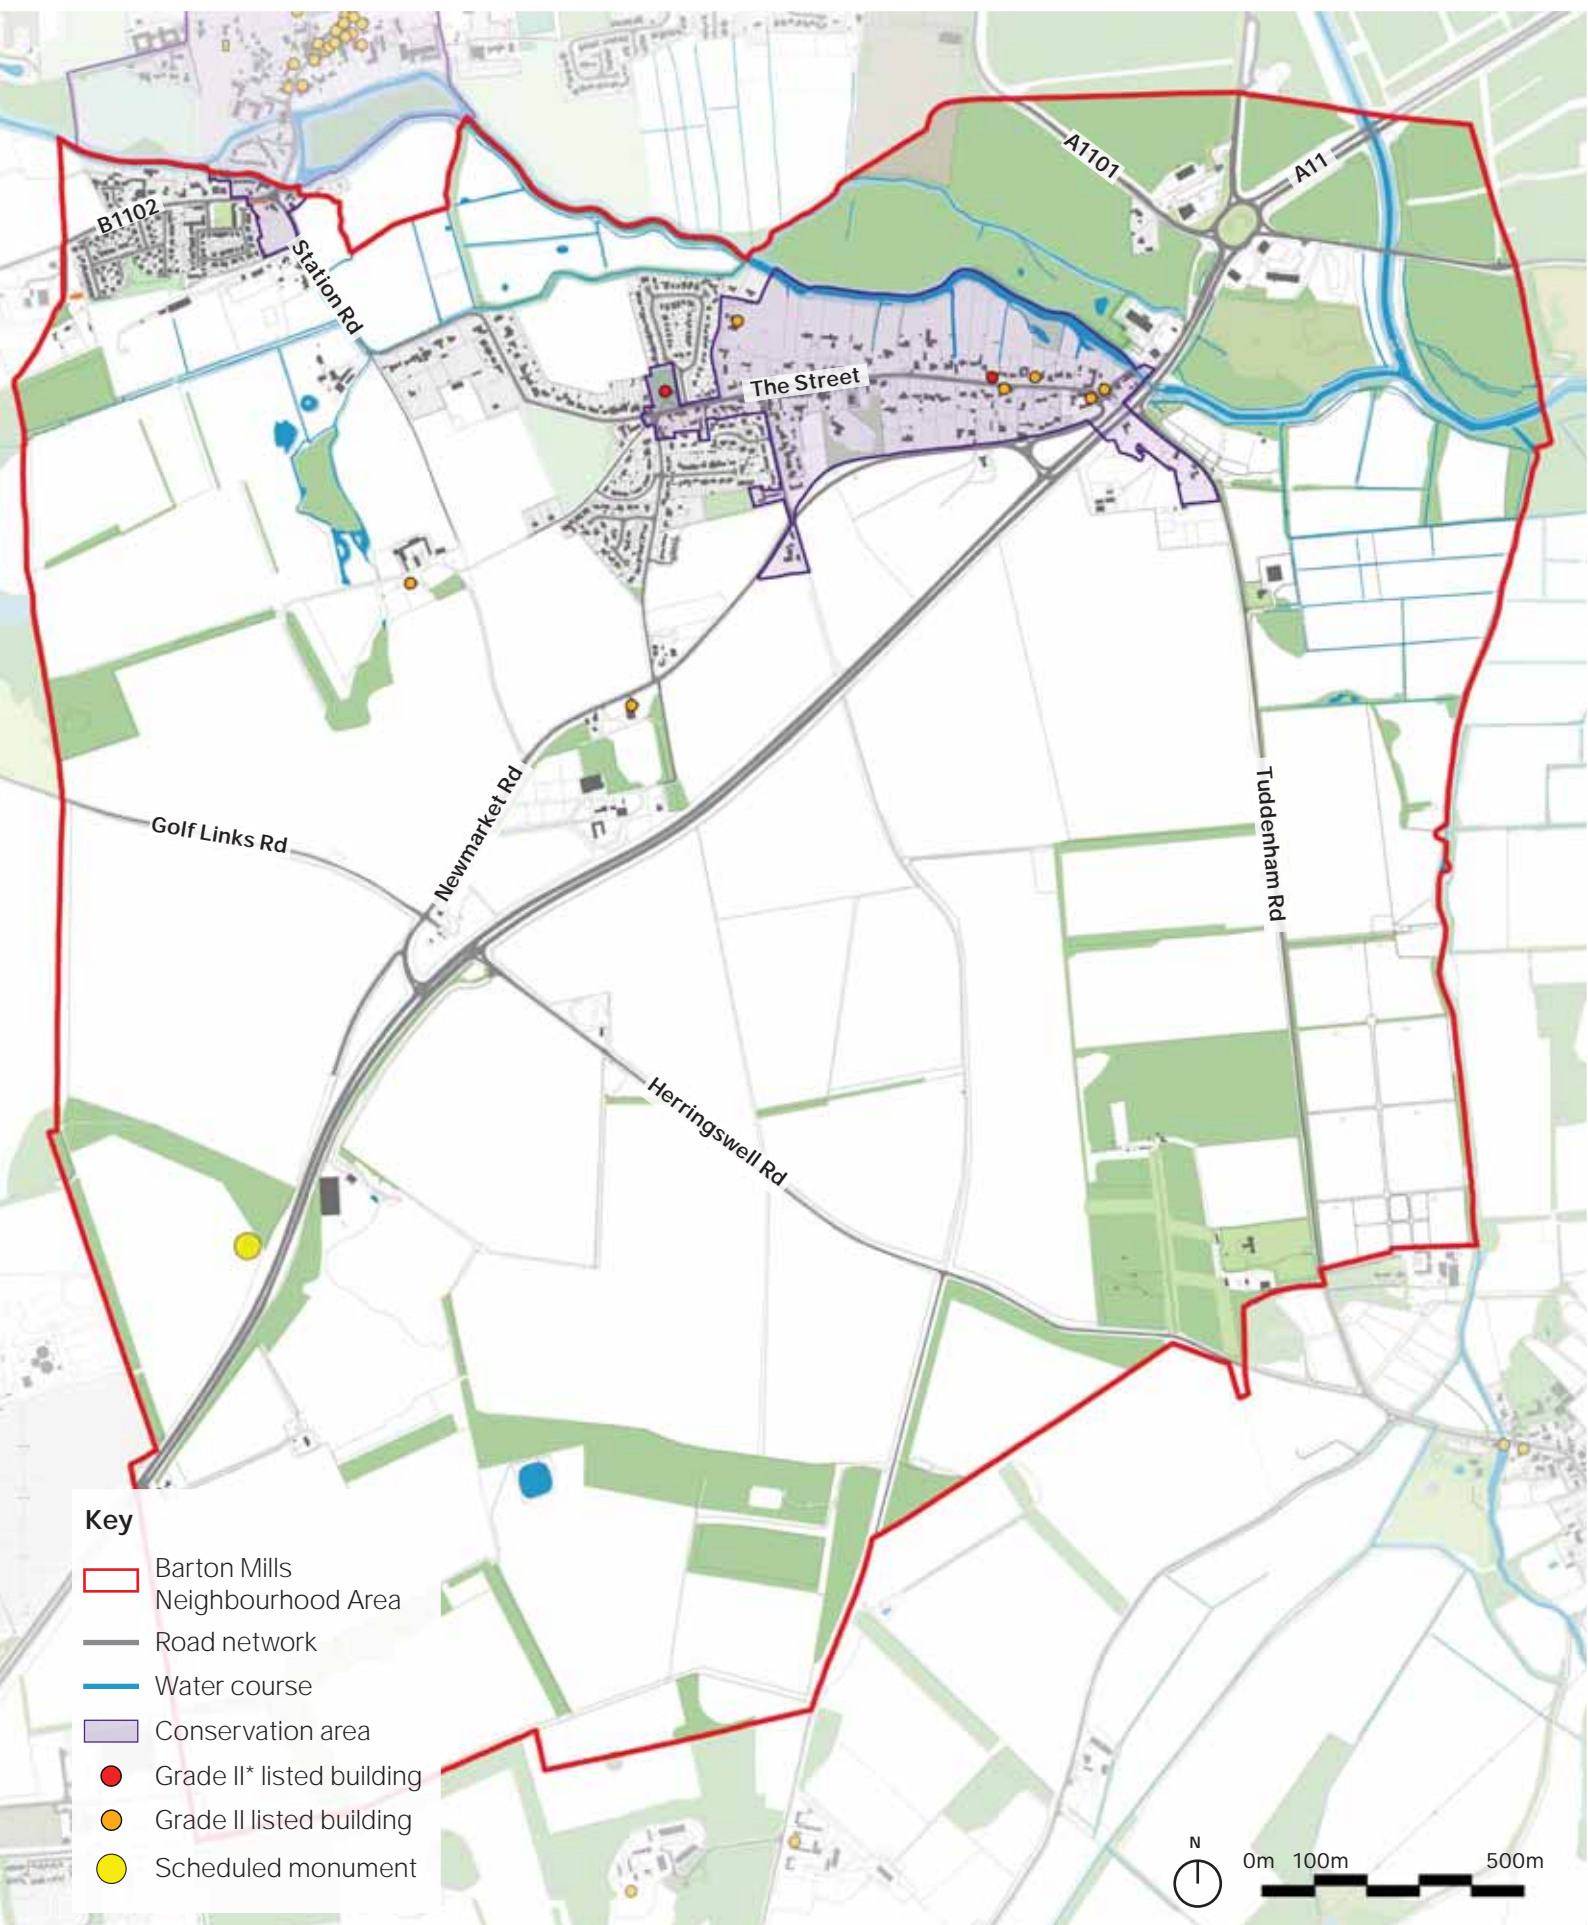 A1101
A11
B1102
Station Rd
The Street
Golf Links Rd
Newmarket Rd
Tuddenham Rd
Herringswell Rd
Key
Barton Mills
Neighbourhood Area
Road network
Water course
Conservation area
Grade II* listed building
Grade II listed building
Scheduled monument
N
0m 100m 500m